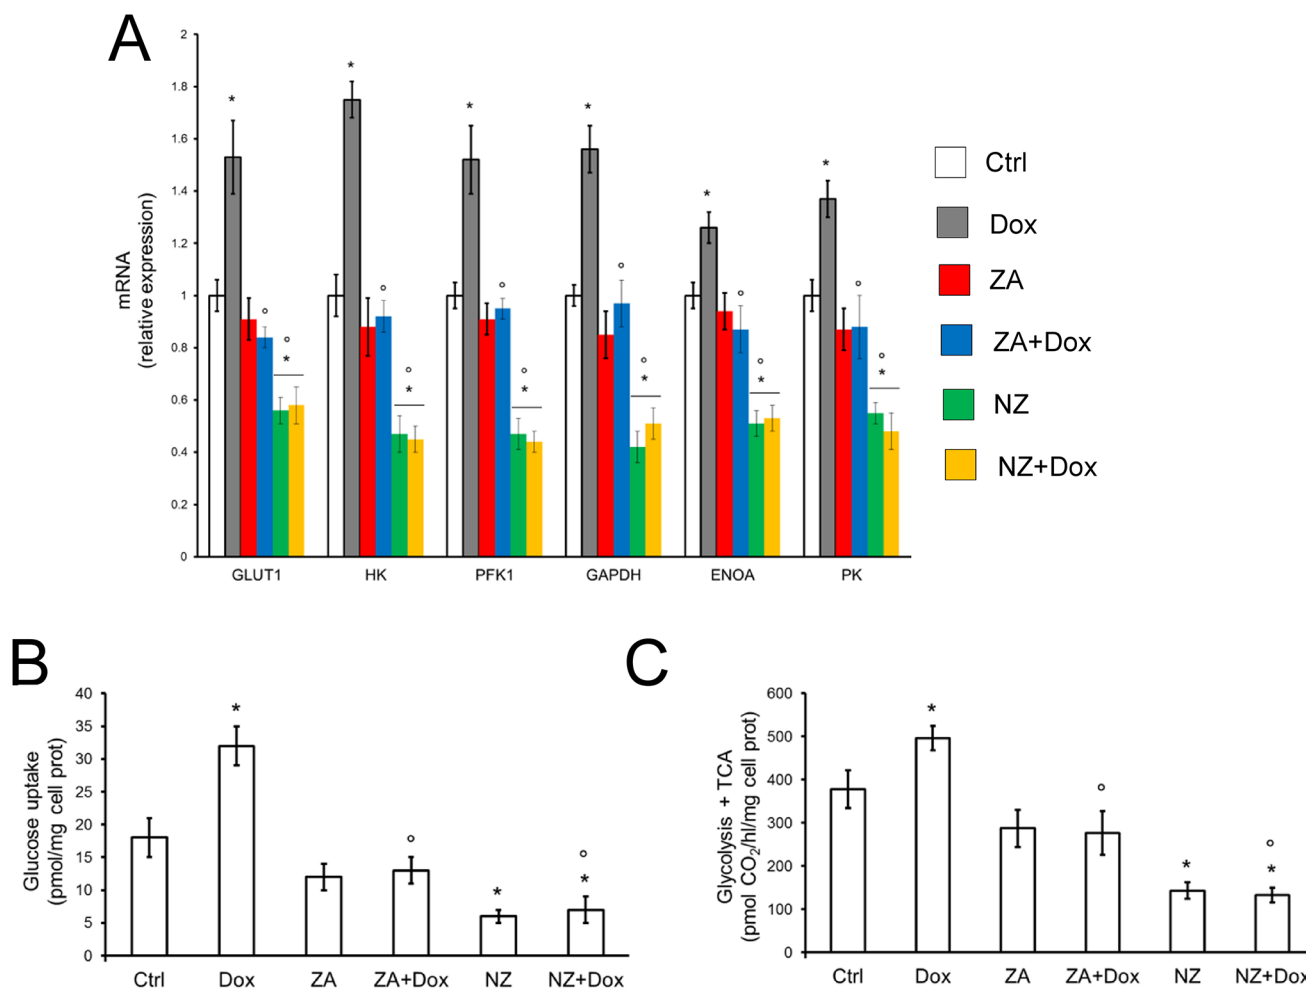 A
mRNA
(relative expression)
2
1.8
1.6
1.4
1.2
1
0.8
0.6
0.4
0.2
0
* * * * * *
° ° ° ° ° °
° ° ° ° ° °
* * * * * *
GLUT1 HK PFK1 GAPDH ENOA PK
Ctrl
Dox
ZA
ZA+Dox
NZ
NZ+Dox
B
Glucose uptake
(pmol/mg cell prot)
40
35
30
25
20
15
10
5
0
*
°
*
°
*
Ctrl Dox ZA ZA+Dox NZ NZ+Dox
C
Glycolysis + TCA
(pmol CO₂/hl/mg cell prot)
600
500
400
300
200
100
0
*
°
*
°
*
Ctrl Dox ZA ZA+Dox NZ NZ+Dox